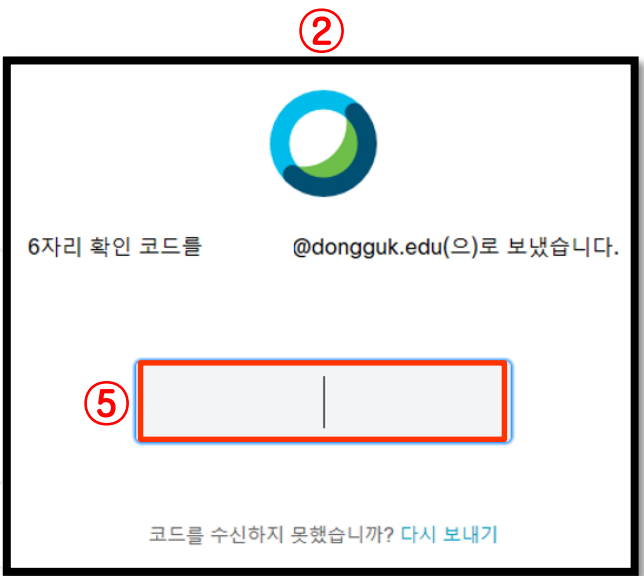 ②
6자리 확인 코드를 @dongguk.edu(으)로 보냈습니다.
⑤
코드를 수신하지 못했습니까? 다시 보내기